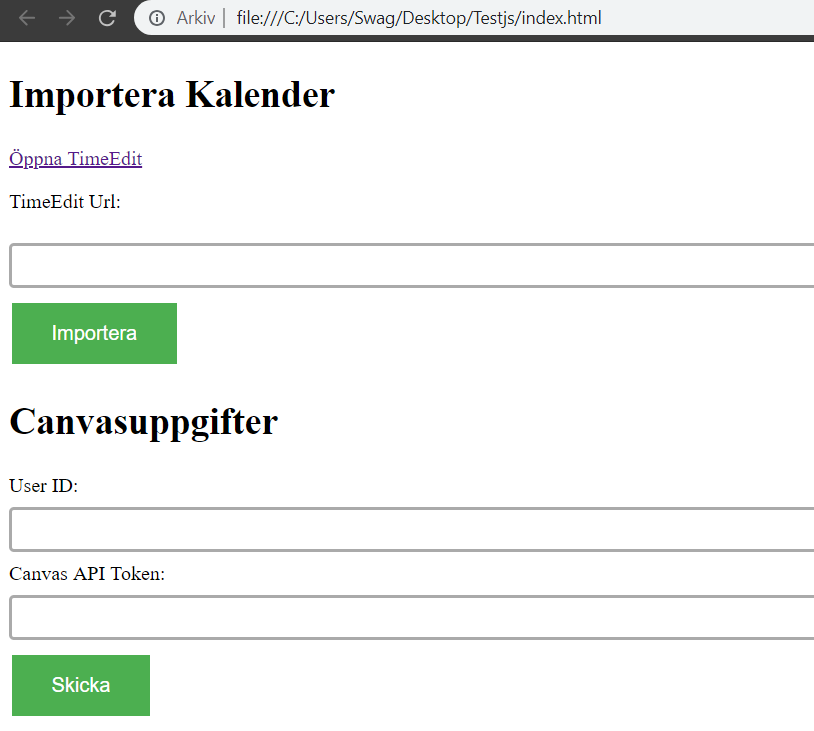 Arkiv | file:///C:/Users/Swag/Desktop/Testjs/index.html
Importera Kalender
Öppna TimeEdit
TimeEdit Url:
Importera
Canvasuppgifter
User ID:
Canvas API Token:
Skicka